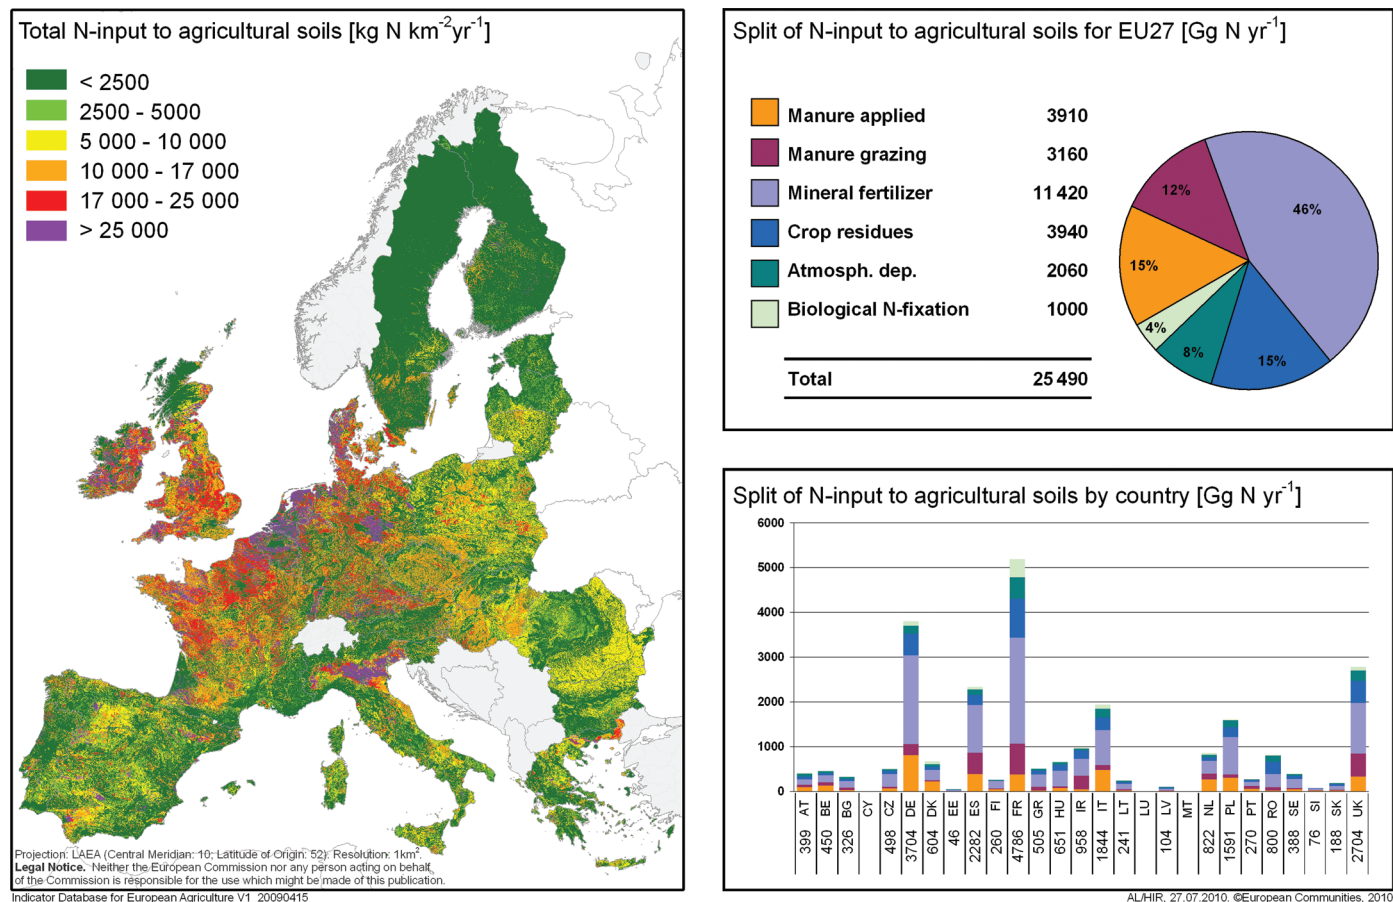 Total N-input to agricultural soils [kg N km-2yr-1]
< 2500
2500 - 5000
5 000 - 10 000
10 000 - 17 000
17 000 - 25 000
> 25 000
Projection: LAEA (Central Meridian: 10; Latitude of Origin: 52). Resolution: 1km2.
Legal Notice. Neither the European Commission nor any person acting on behalf
of the Commission is responsible for the use which might be made of this publication.
Indicator Database for European Agriculture V1_20090415
Split of N-input to agricultural soils for EU27 [Gg N yr-1]
Manure applied 3910
Manure grazing 3160
Mineral fertilizer 11 420
Crop residues 3940
Atmosph. dep. 2060
Biological N-fixation 1000
Total 25 490
46%
12%
15%
4%
8%
15%
Split of N-input to agricultural soils by country [Gg N yr-1]
6000
5000
4000
3000
2000
1000
0
399 AT
450 BE
326 BG
CY
498 CZ
3704 DE
604 DK
46 EE
2282 ES
260 FI
4786 FR
505 GR
651 HU
958 IR
1844 IT
241 LT
LU
104 LV
MT
822 NL
1591 PL
270 PT
800 RO
388 SE
76 SI
188 SK
2704 UK
AL/HIR, 27.07.2010. ©European Communities, 2010